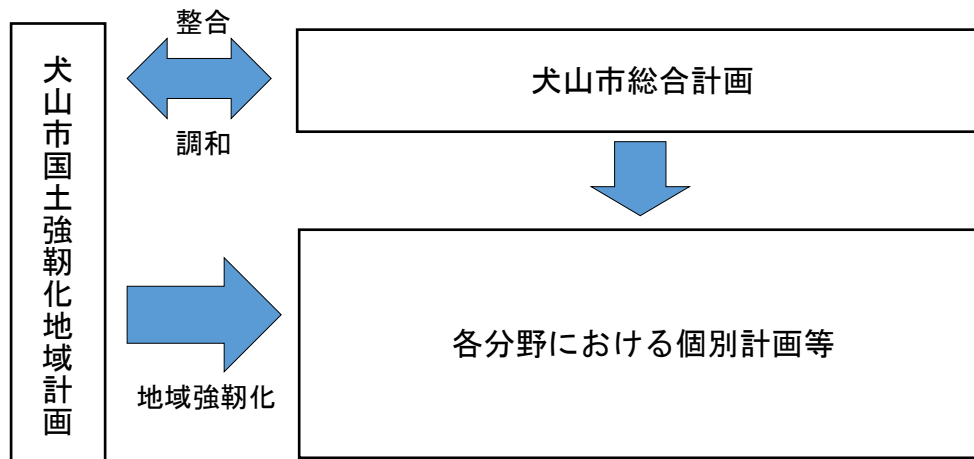 犬山市国土強靭化地域計画
整合
調和
犬山市総合計画
地域強靭化
各分野における個別計画等